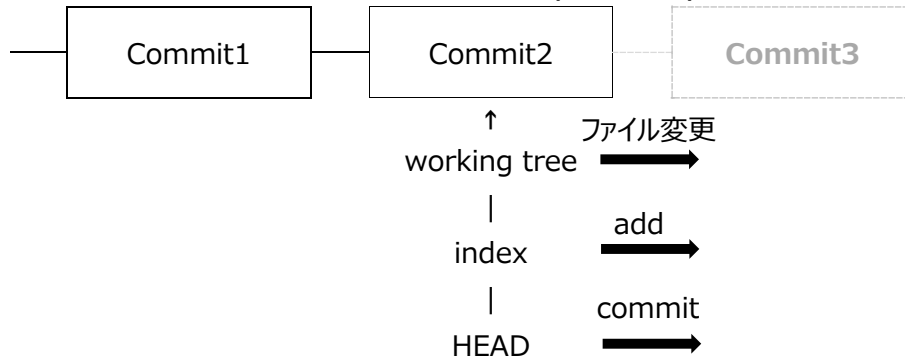 Commit1 Commit2 Commit3
↑
ファイル変更
working tree
|
add
index
|
commit
HEAD